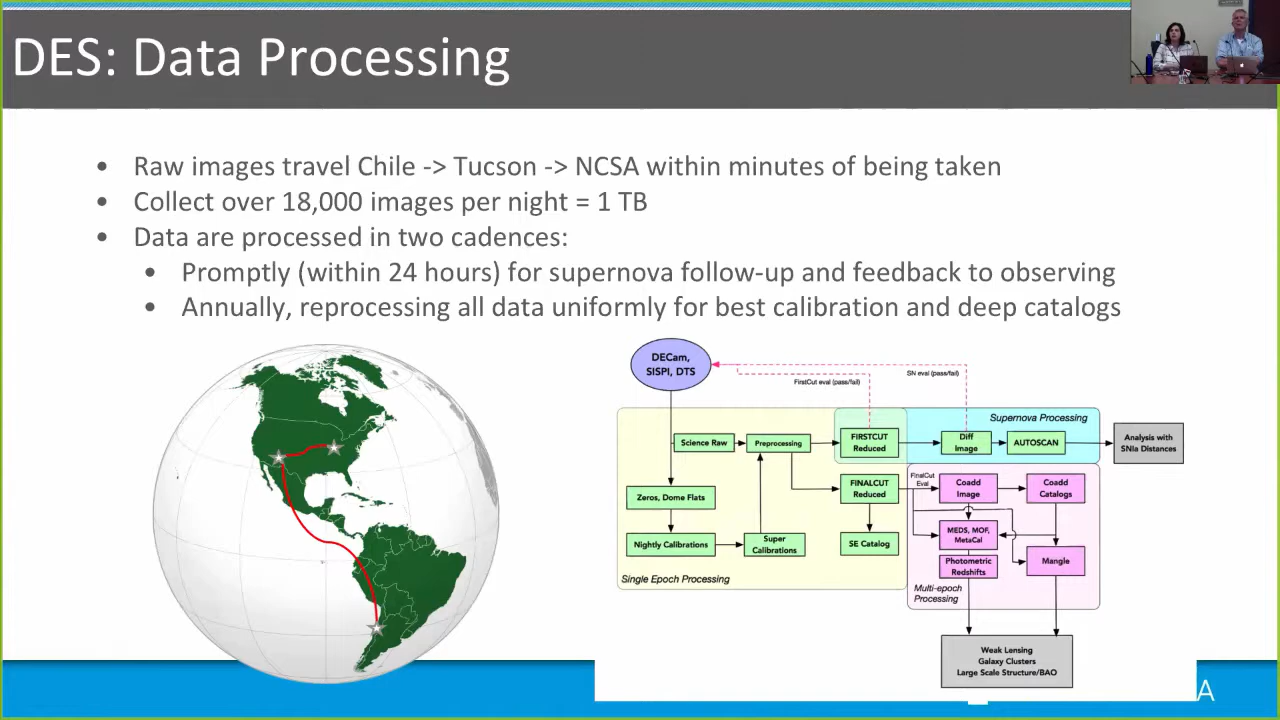 DES: Data Processing
• Raw images travel Chile -> Tucson -> NCSA within minutes of being taken
• Collect over 18,000 images per night = 1 TB
• Data are processed in two cadences:
• Promptly (within 24 hours) for supernova follow-up and feedback to observing
• Annually, reprocessing all data uniformly for best calibration and deep catalogs
DECam,
SISPI, DTS
FirstCut eval (pass/fail)
SN eval (pass/fail)
Supernova Processing
Science Raw
Preprocessing
FIRSTCUT
Reduced
Diff
Image
AUTOSCAN
Analysis with
SNIa Distances
Zeros, Dome Flats
FINALCUT
Reduced
FinalCut
Eval
Coadd
Image
Coadd
Catalogs
Nightly Calibrations
Super
Calibrations
SE Catalog
MEDS, MOF,
MetaCal
Photometric
Redshifts
Mangle
Single Epoch Processing
Multi-epoch
Processing
Weak Lensing
Galaxy Clusters
Large Scale Structure/BAO
A